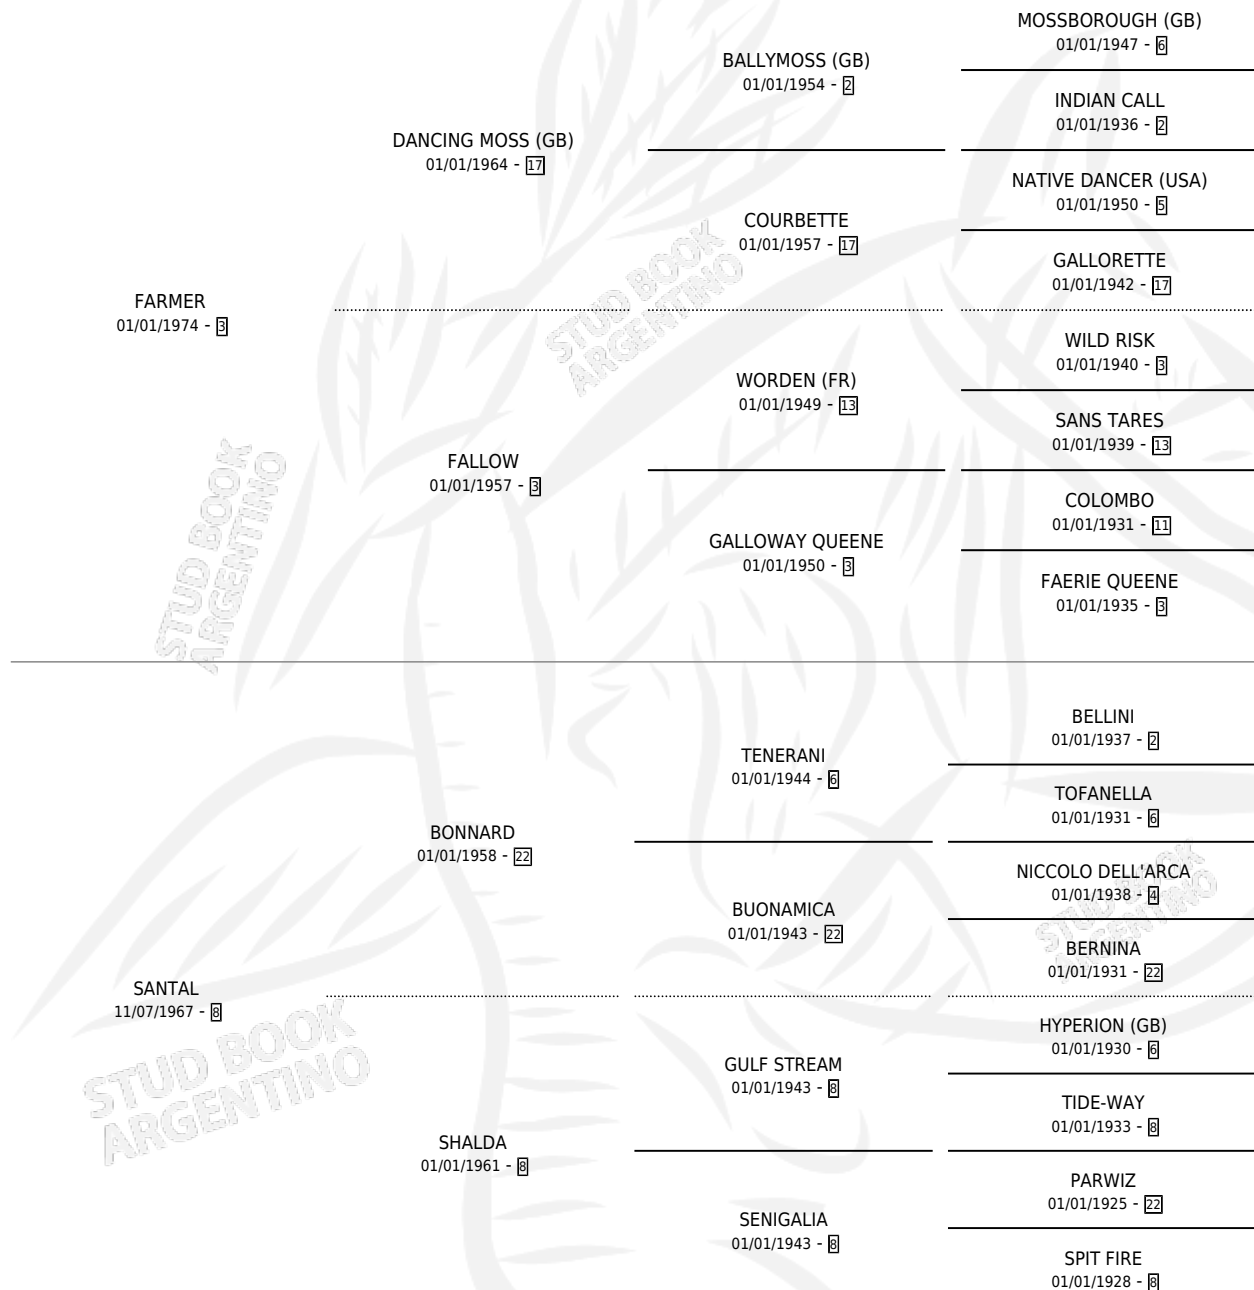 MOSSBOROUGH (GB)
01/01/1947 - 6
BALLYMOSS (GB)
01/01/1954 - 2
INDIAN CALL
01/01/1936 - 2
DANCING MOSS (GB)
01/01/1964 - 17
NATIVE DANCER (USA)
01/01/1950 - 5
COURBETTE
01/01/1957 - 17
GALLORETTE
01/01/1942 - 17
FARMER
01/01/1974 - 3
WILD RISK
01/01/1940 - 3
WORDEN (FR)
01/01/1949 - 13
SANS TARES
01/01/1939 - 13
FALLOW
01/01/1957 - 3
COLOMBO
01/01/1931 - 11
GALLOWAY QUEENE
01/01/1950 - 3
FAERIE QUEENE
01/01/1935 - 3
BELLINI
01/01/1937 - 2
TENERANI
01/01/1944 - 6
TOFANELLA
01/01/1931 - 6
BONNARD
01/01/1958 - 22
NICCOLO DELL'ARCA
01/01/1938 - 4
BUONAMICA
01/01/1943 - 22
BERNINA
01/01/1931 - 22
SANTAL
11/07/1967 - 8
HYPERION (GB)
01/01/1930 - 6
GULF STREAM
01/01/1943 - 8
TIDE-WAY
01/01/1933 - 8
SHALDA
01/01/1961 - 8
PARWIZ
01/01/1925 - 22
SENIGALIA
01/01/1943 - 8
SPIT FIRE
01/01/1928 - 8
STUD BOOK
ARGENTINO
STUD BOOK
ARGENTINO
STUD BOOK
ARGENTINO
STUD BOOK
ARGENTINO